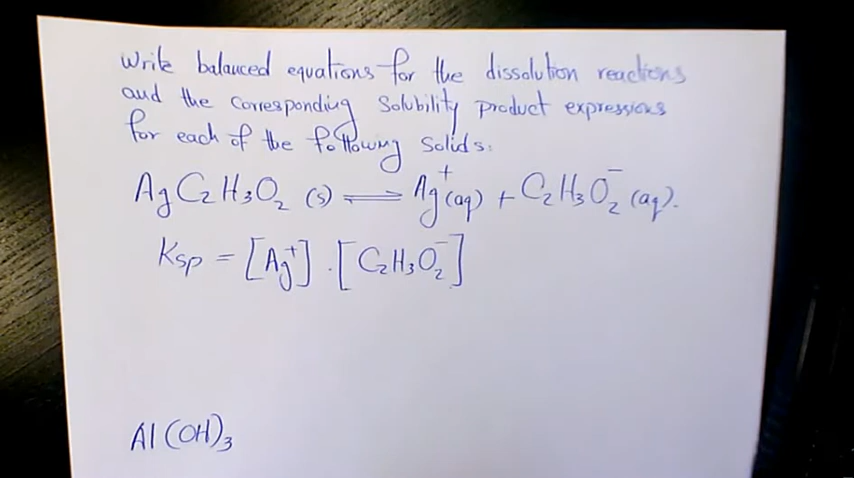 Write balanced equations for the dissolution reactions
and the corresponding Solubility product expressions
for each of the following Solids:
AgC₂H₃O₂ (s) ⇌ Ag⁺(aq) + C₂H₃O₂⁻ (aq).
Ksp = [Ag⁺] . [C₂H₃O₂⁻]
Al(OH)₃